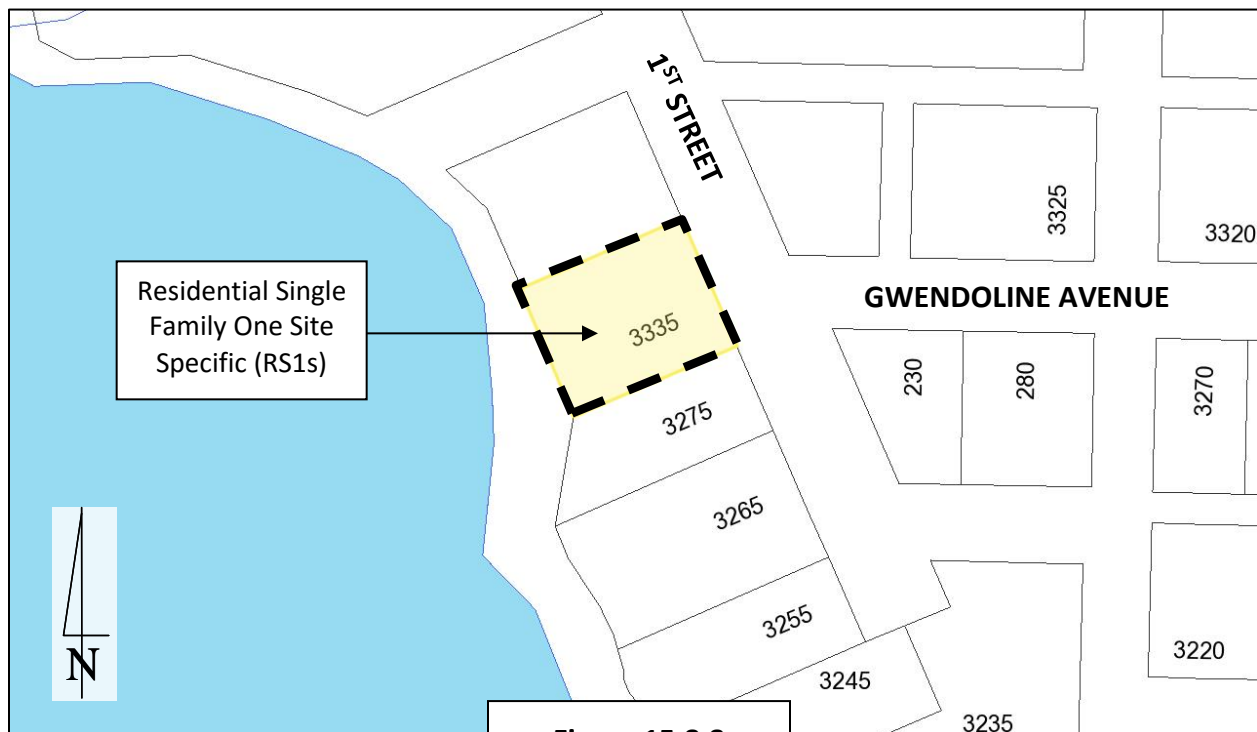 1ST STREET
3325
3320
Residential Single
Family One Site
Specific (RS1s)
3335
GWENDOLINE AVENUE
230
280
3270
3275
3265
3255
3245
3235
3220
N